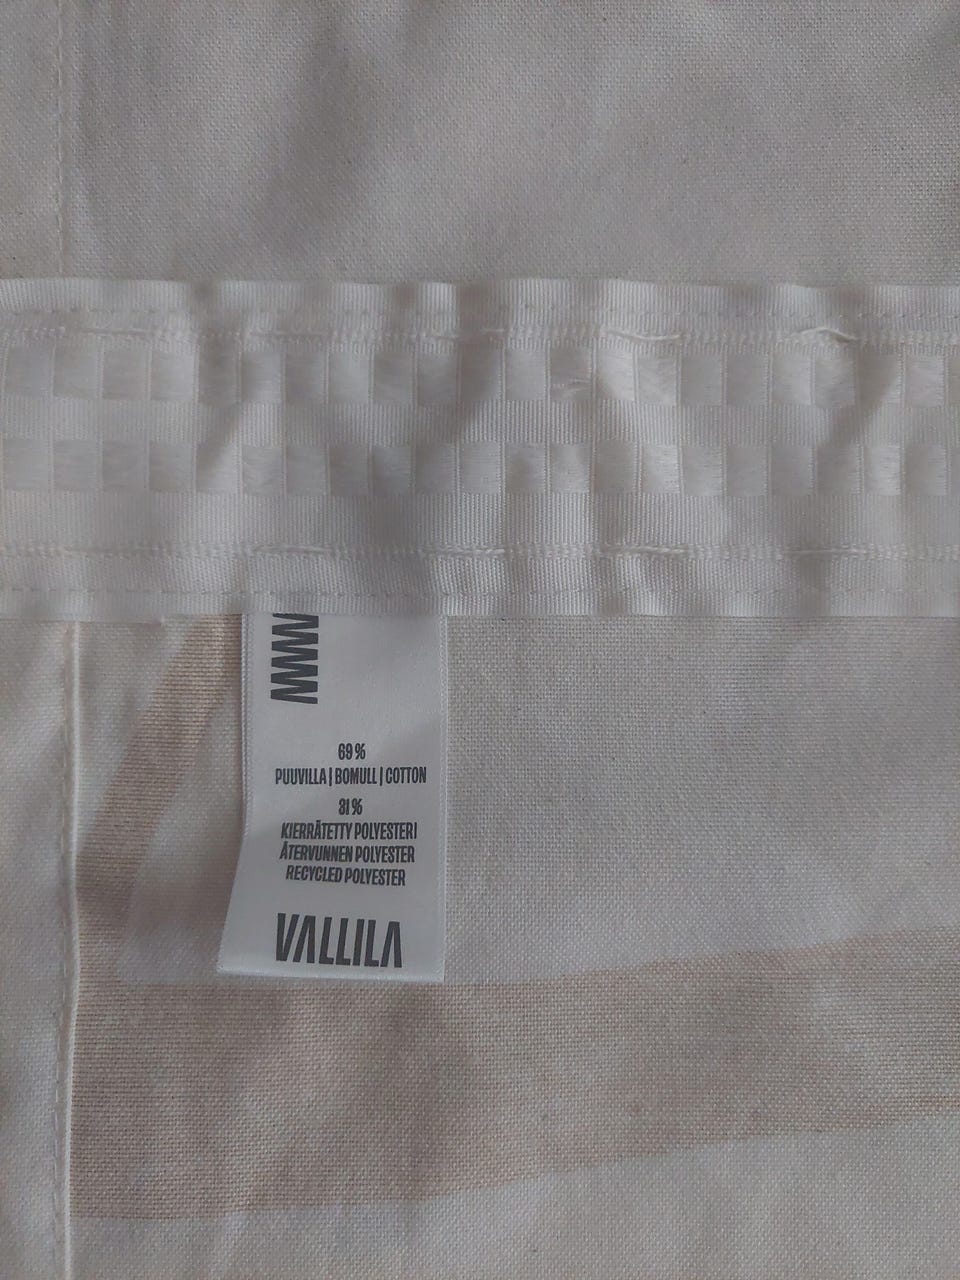 69 %
PUUVILLA | BOMULL | COTTON
31 %
KIERRÄTETTY POLYESTERI
ÅTERVUNNEN POLYESTER
RECYCLED POLYESTER
VALLILA